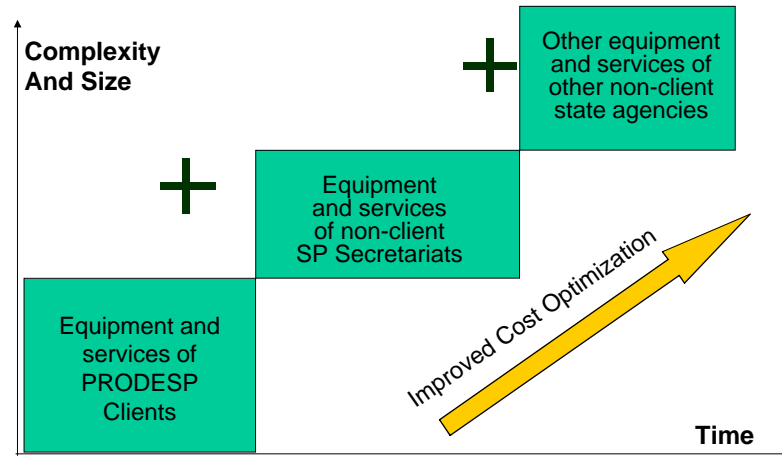 Complexity
And Size
Other equipment
and services of
other non-client
state agencies
Equipment
and services
of non-client
SP Secretariats
Equipment and
services of
PRODESP
Clients
Improved Cost Optimization
Time